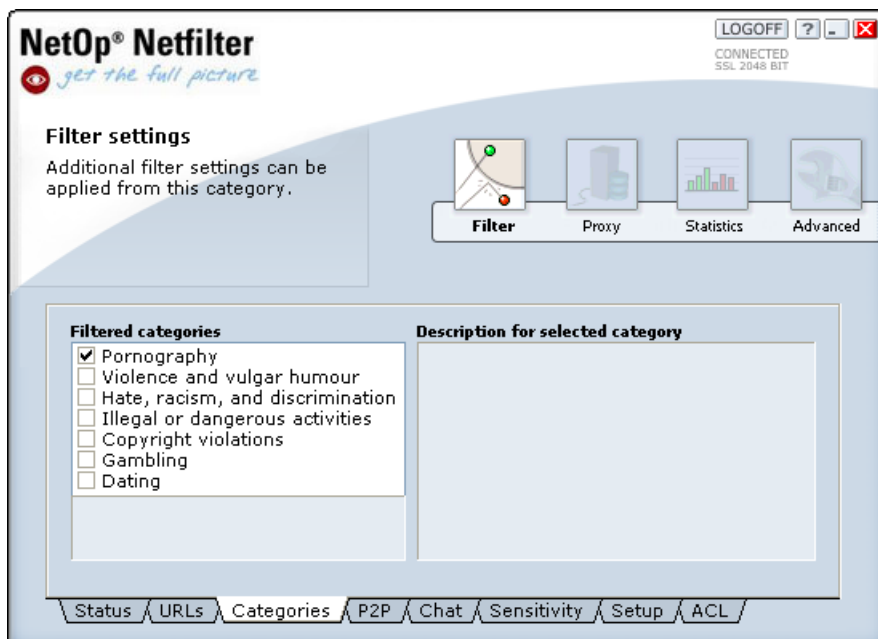 NetOp® Netfilter
get the full picture
LOGOFF ?
CONNECTED
SSL 2048 BIT
Filter settings
Additional filter settings can be
applied from this category.
Filter Proxy Statistics Advanced
Filtered categories
Pornography
Violence and vulgar humour
Hate, racism, and discrimination
Illegal or dangerous activities
Copyright violations
Gambling
Dating
Description for selected category
Status URLs Categories P2P Chat Sensitivity Setup ACL